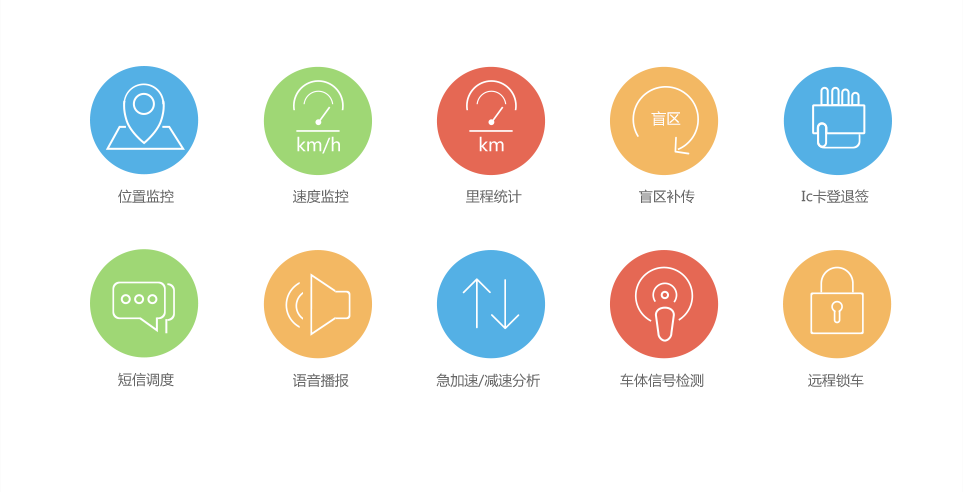 km/h
km
盲区
位置监控
速度监控
里程统计
盲区补传
Ic卡登退签
短信调度
语音播报
急加速/减速分析
车体信号检测
远程锁车